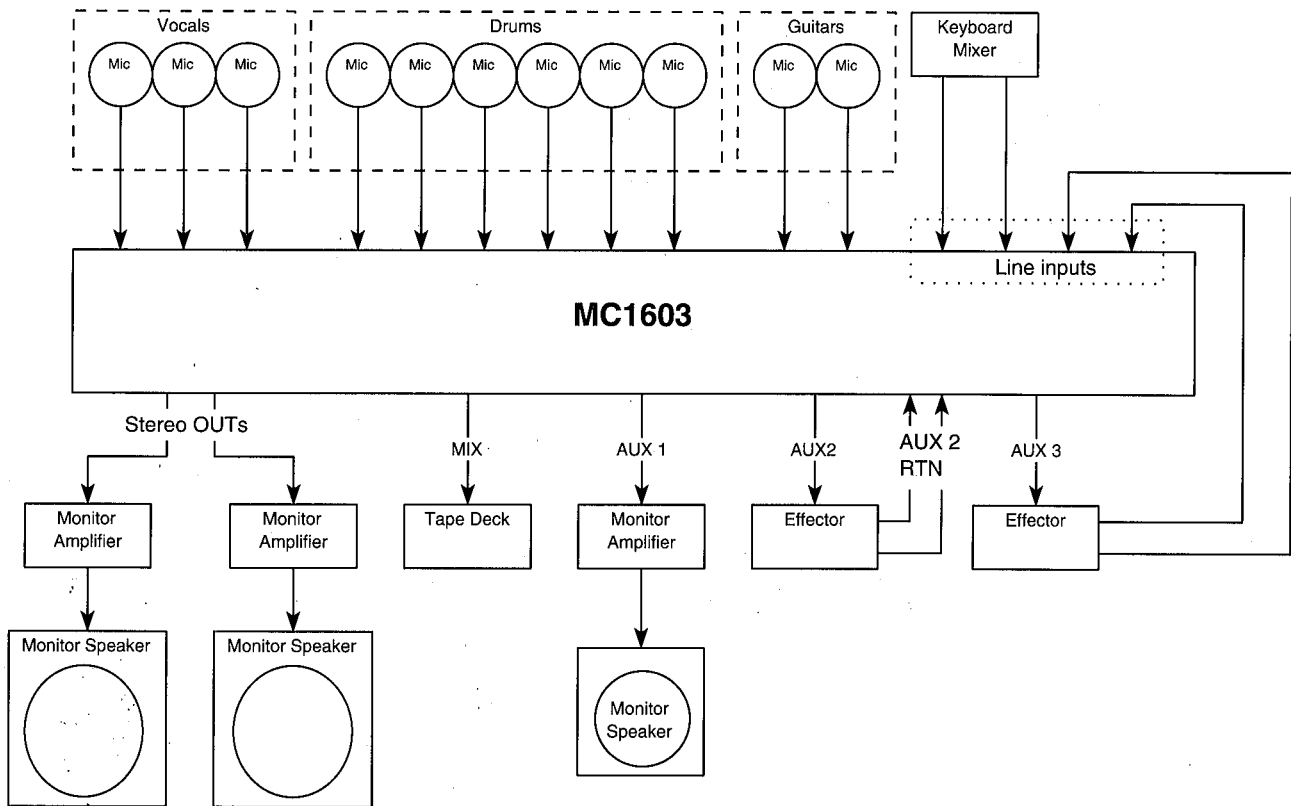 Vocals
Drums
Guitars
Keyboard
Mixer
Mic Mic Mic
Mic Mic Mic Mic Mic Mic
Mic Mic
Line inputs
MC1603
Stereo OUTs
MIX
AUX 1
AUX2
AUX 2
RTN
AUX 3
Monitor
Amplifier
Monitor
Amplifier
Tape Deck
Monitor
Amplifier
Effector
Effector
Monitor Speaker
Monitor Speaker
Monitor
Speaker